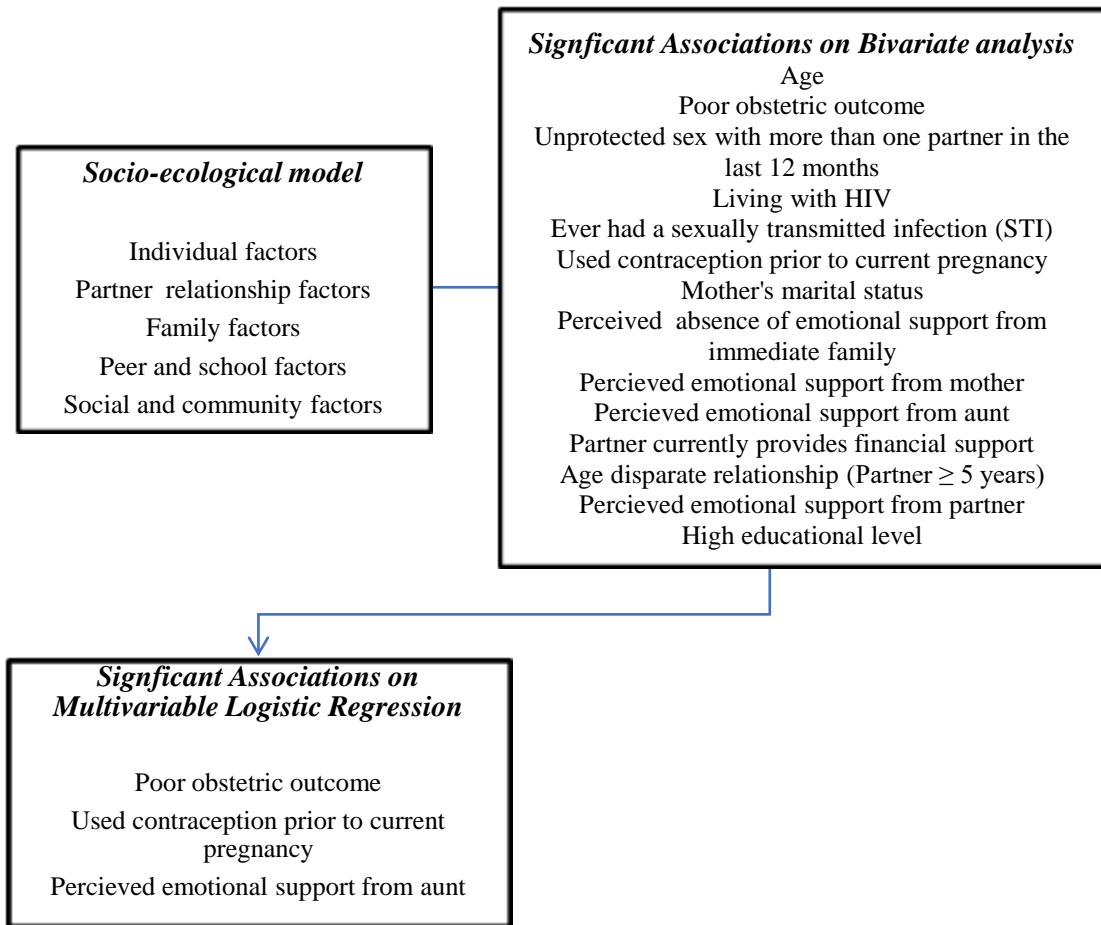 Socio-ecological model
Individual factors
Partner relationship factors
Family factors
Peer and school factors
Social and community factors
Signficant Associations on Bivariate analysis
Age
Poor obstetric outcome
Unprotected sex with more than one partner in the
last 12 months
Living with HIV
Ever had a sexually transmitted infection (STI)
Used contraception prior to current pregnancy
Mother's marital status
Perceived absence of emotional support from
immediate family
Percieved emotional support from mother
Percieved emotional support from aunt
Partner currently provides financial support
Age disparate relationship (Partner ≥ 5 years)
Percieved emotional support from partner
High educational level
Signficant Associations on
Multivariable Logistic Regression
Poor obstetric outcome
Used contraception prior to current
pregnancy
Percieved emotional support from aunt